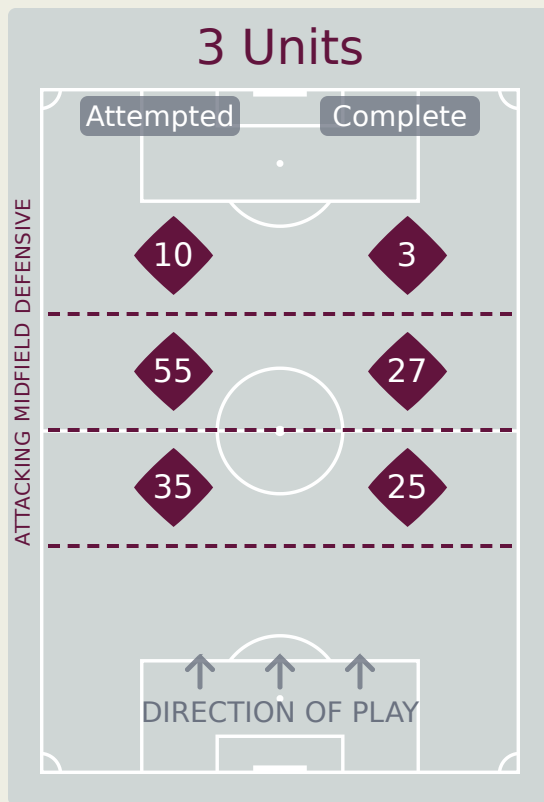 3 Units
Attempted Complete
10 3
55 27
35 25
ATTACKING MIDFIELD DEFENSIVE
DIRECTION OF PLAY